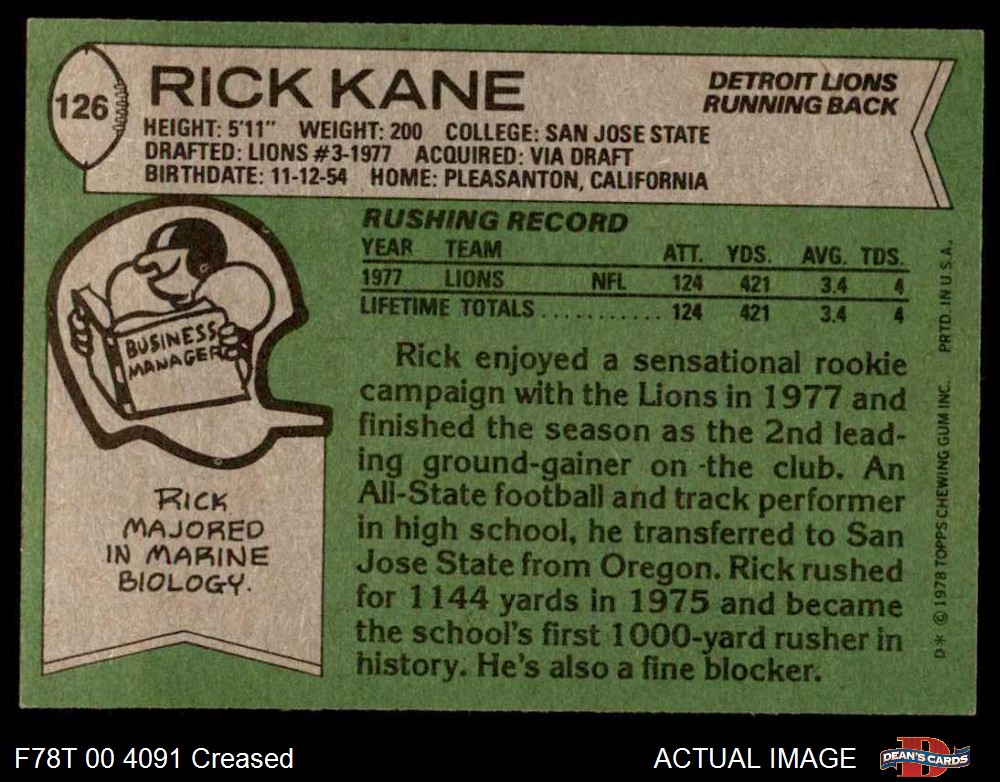 126
RICK KANE
DETROIT LIONS
RUNNING BACK
HEIGHT: 5'11" WEIGHT: 200 COLLEGE: SAN JOSE STATE
DRAFTED: LIONS #3-1977 ACQUIRED: VIA DRAFT
BIRTHDATE: 11-12-54 HOME: PLEASANTON, CALIFORNIA
BUSINESS
MANAGER
RICK
MAJORED
IN MARINE
BIOLOGY.
RUSHING RECORD
YEAR TEAM ATT. YDS. AVG. TDS.
1977 LIONS NFL 124 421 3.4 4
LIFETIME TOTALS ........... 124 421 3.4 4
Rick enjoyed a sensational rookie
campaign with the Lions in 1977 and
finished the season as the 2nd lead-
ing ground-gainer on -the club. An
All-State football and track performer
in high school, he transferred to San
Jose State from Oregon. Rick rushed
for 1144 yards in 1975 and became
the school's first 1000-yard rusher in
history. He's also a fine blocker.
D* © 1978 TOPPS CHEWING GUM INC. PRTD. IN U.S.A.
F78T 00 4091 Creased
ACTUAL IMAGE
DEAN'S CARDS